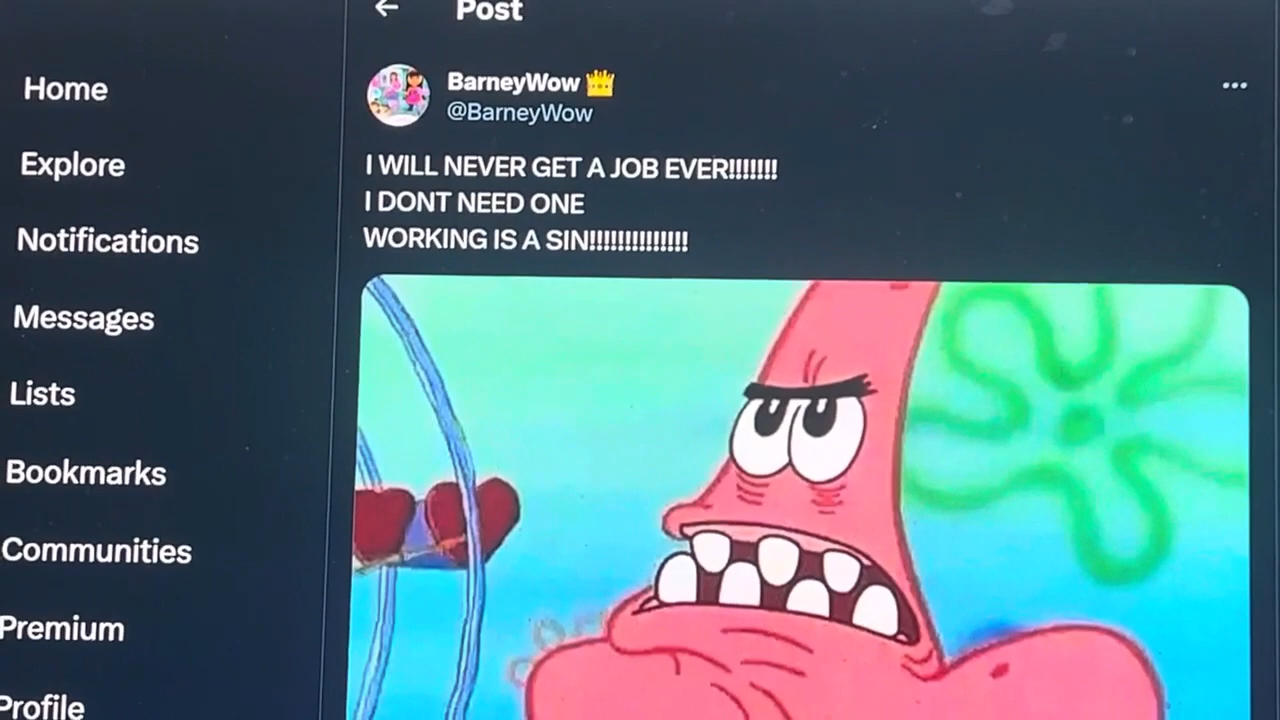 Post
Home
Explore
Notifications
Messages
Lists
Bookmarks
Communities
Premium
Profile
BarneyWow
@BarneyWow
I WILL NEVER GET A JOB EVER!!!!!!!
I DONT NEED ONE
WORKING IS A SIN!!!!!!!!!!!!!!!